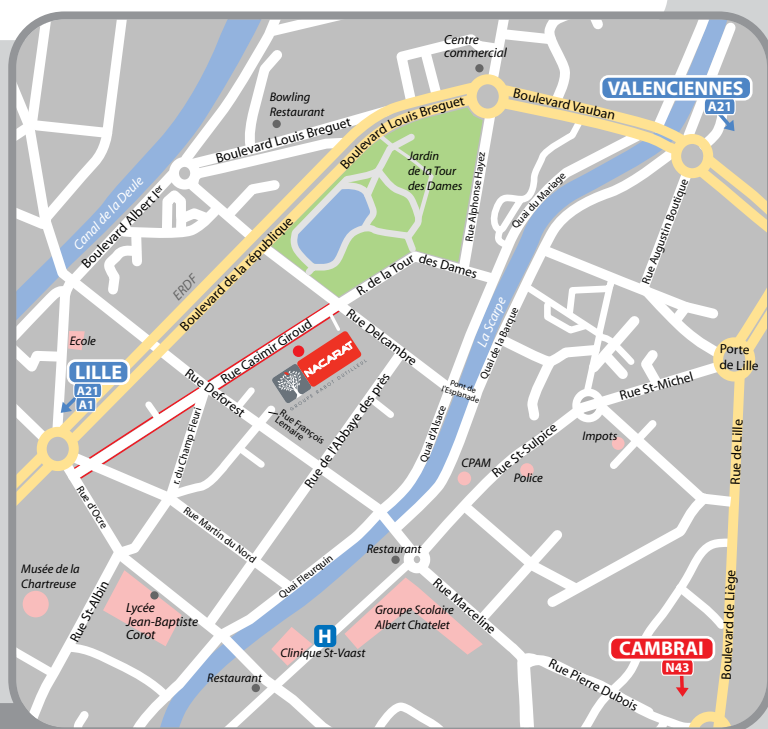 Centre
commercial
VALENCIENNES
A21
Boulevard Vauban
Bowling
Restaurant
Boulevard Louis Breguet
Boulevard Louis Breguet
Jardin
de la Tour
des Dames
Rue Alphonse Hayez
Quai du Mariage
Rue Augustin Boutique
Canal de la Deule
Boulevard Albert Ier
ERDF
Boulevard de la république
R. de la Tour des Dames
La Scarpe
Quai de la Barque
Ecole
Rue Casimir Giroud
Rue Delcambre
NACARAT
GROUPE RABOT DUTILLEUL
Porte
de Lille
LILLE
A21
A1
Rue Deforest
Pont de
l'Esplanade
Rue St-Michel
Rue François
Lemaire
r. du Champ Fleuri
Rue de l'Abbaye des près
Quai d'Alsace
Rue St-Sulpice
Impots
CPAM
Police
Rue de Lille
Rue d'Ocre
Rue Martin du Nord
Quai Fleurquin
Restaurant
Musée de la
Chartreuse
Rue St-Albin
Lycée
Jean-Baptiste
Corot
Rue Marceline
Groupe Scolaire
Albert Chatelet
H
Clinique St-Vaast
Boulevard de Liège
CAMBRAI
N43
Restaurant
Rue Pierre Dubois